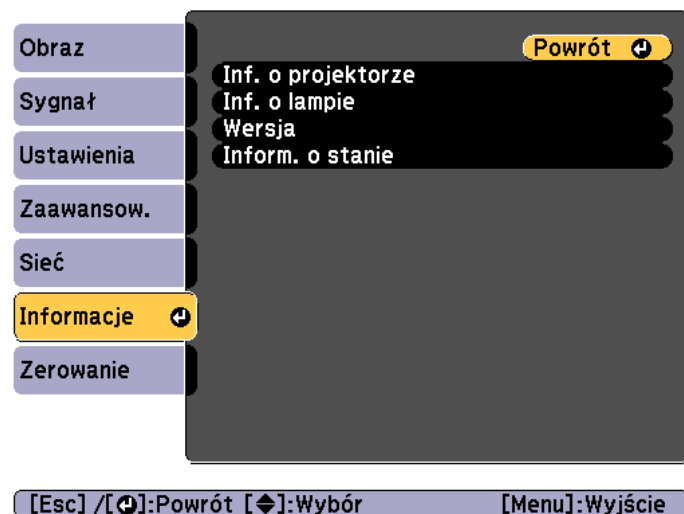 Obraz
Sygnał
Ustawienia
Zaawansow.
Sieć
Informacje
Zerowanie
Powrót
Inf. o projektorze
Inf. o lampie
Wersja
Inform. o stanie
[Esc] /[⏎]:Powrót [◆]:Wybór [Menu]:Wyjście